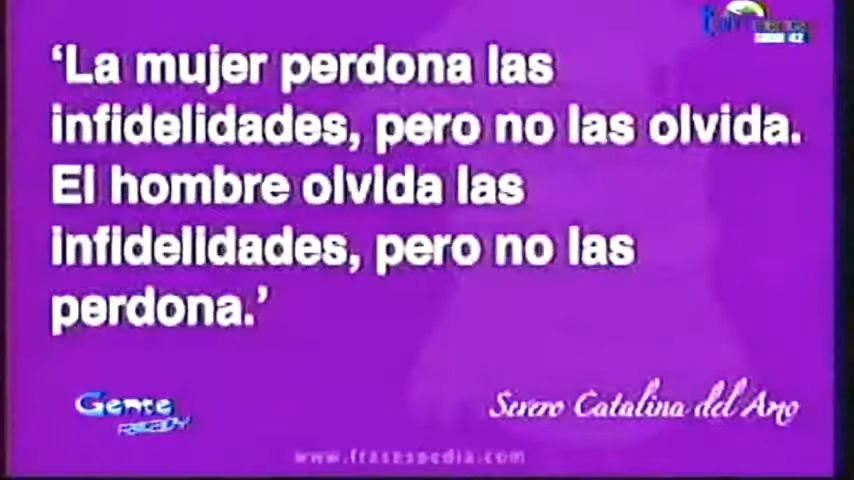 ‘La mujer perdona las
infidelidades, pero no las olvida.
El hombre olvida las
infidelidades, pero no las
perdona.’
Gente
Severo Catalina del Amo
www.frasespedia.com